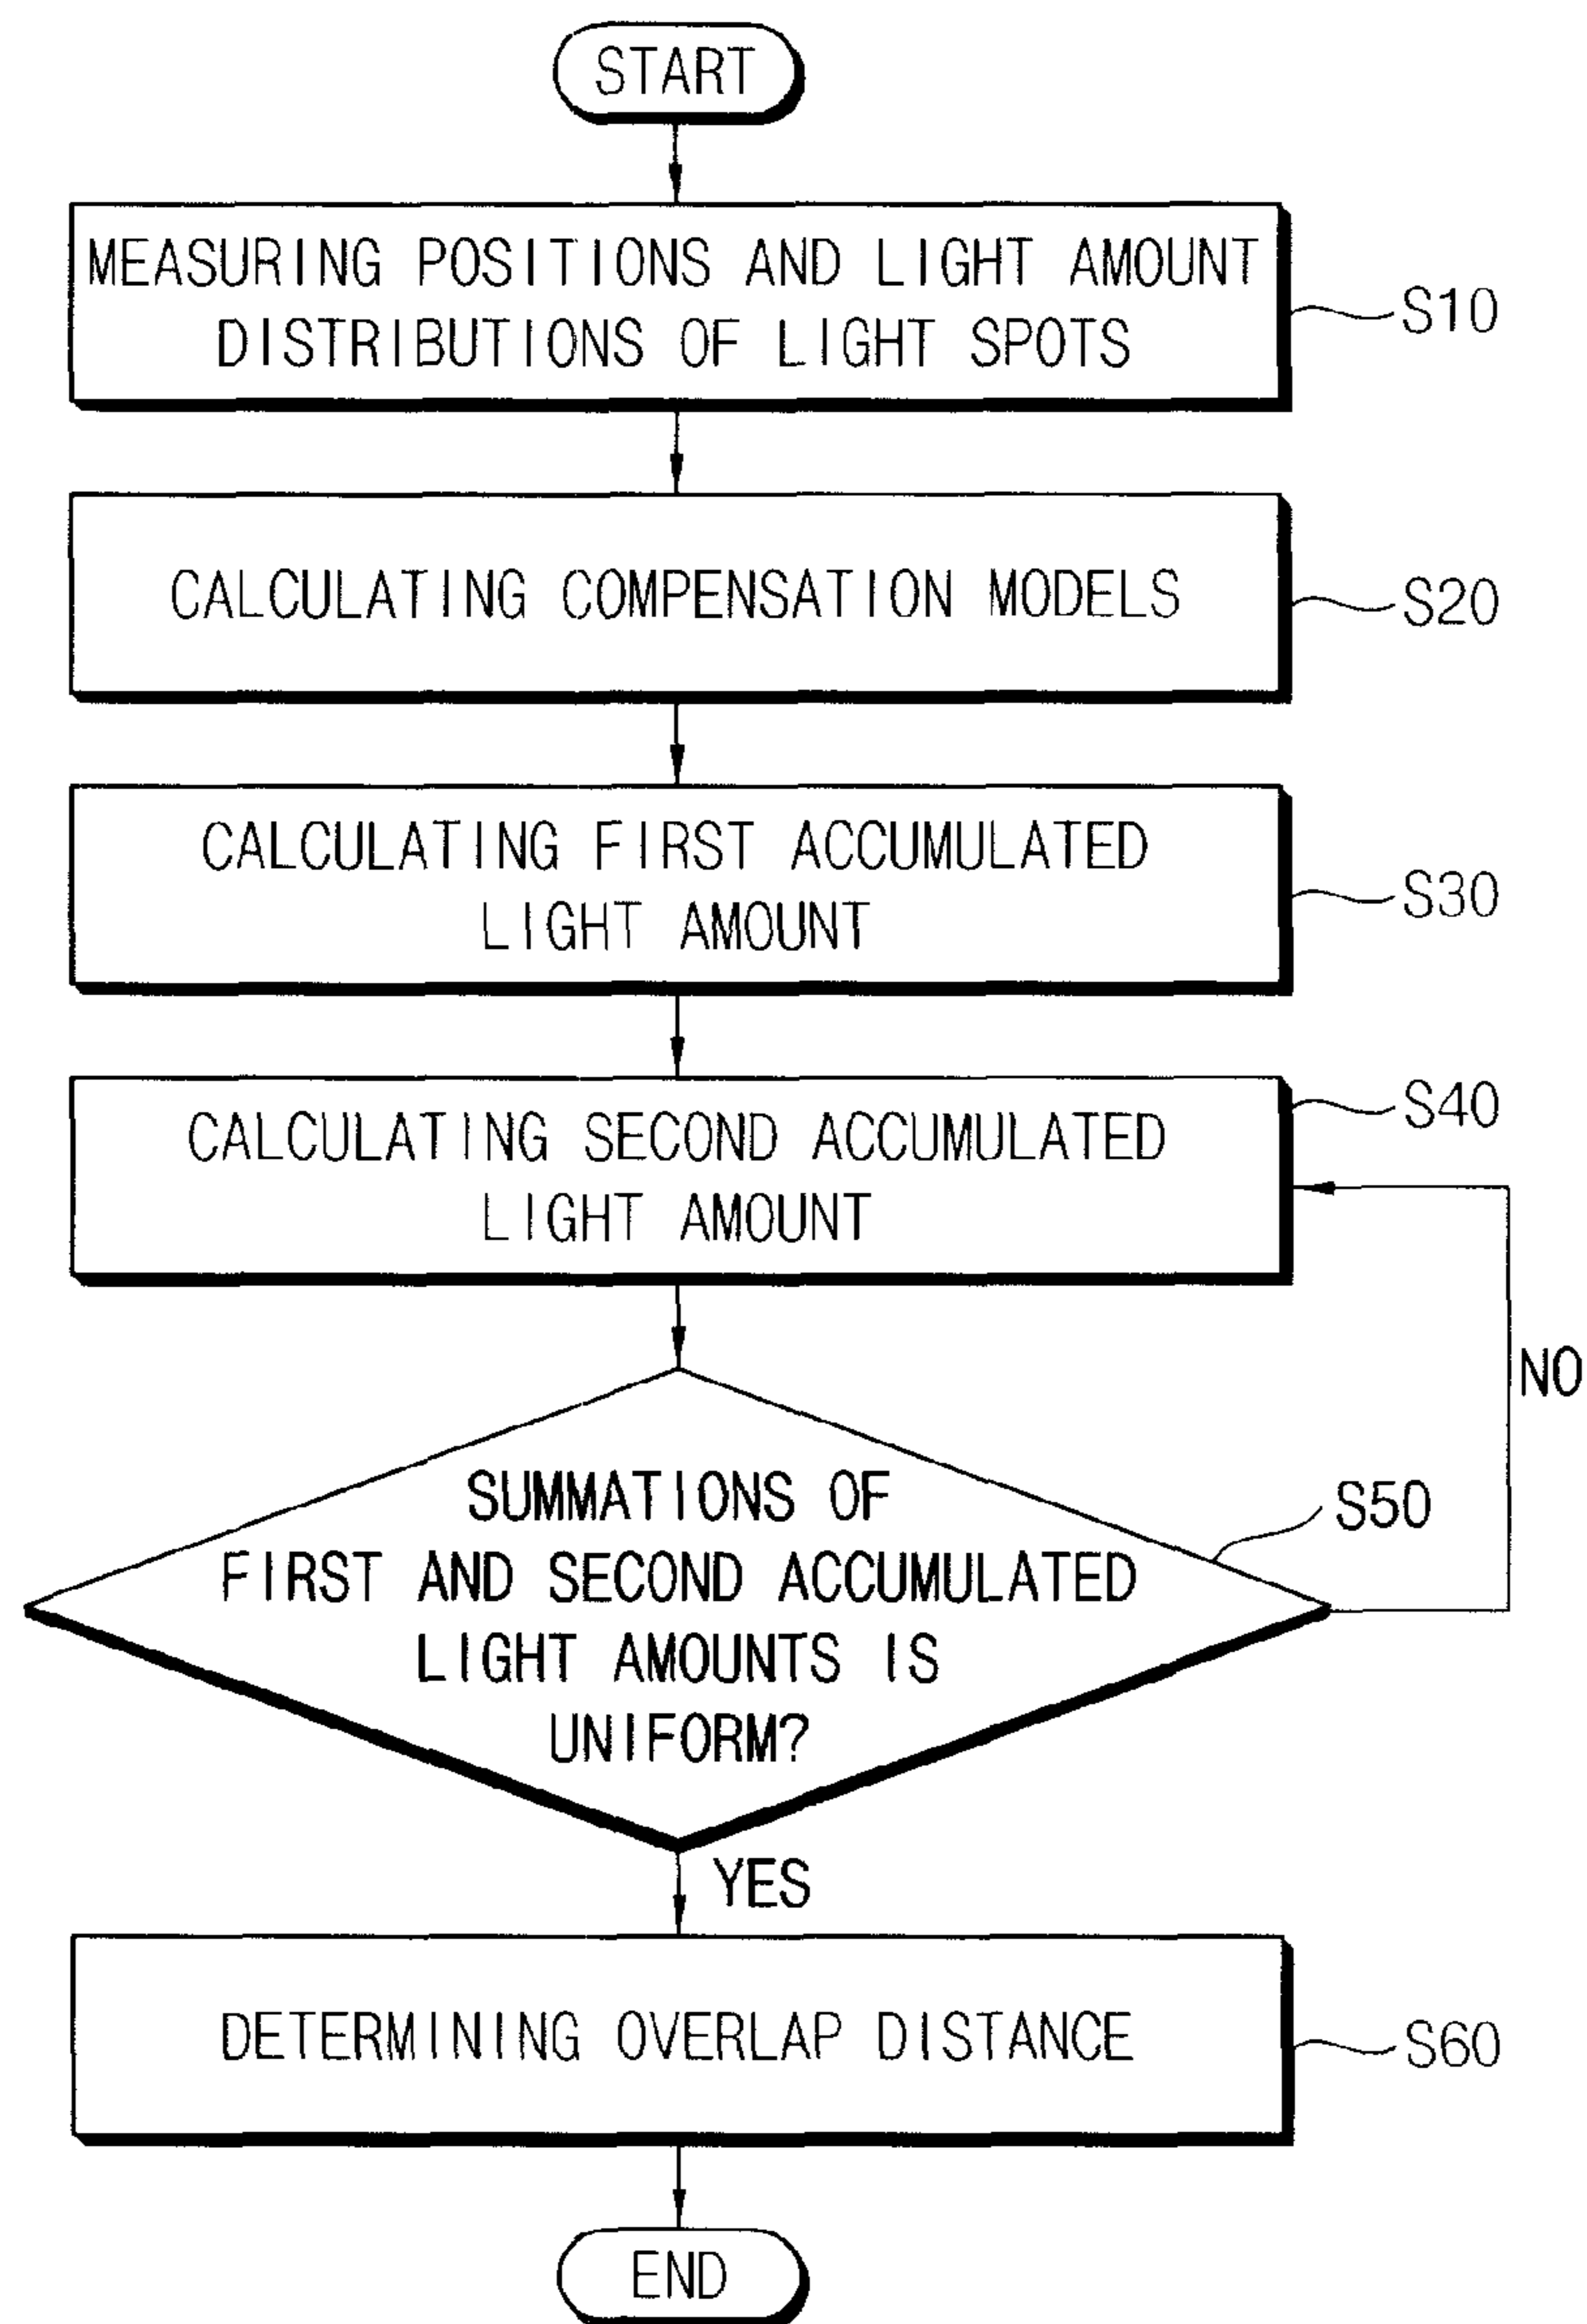 START
MEASURING POSITIONS AND LIGHT AMOUNT
DISTRIBUTIONS OF LIGHT SPOTS
S10
CALCULATING COMPENSATION MODELS
S20
CALCULATING FIRST ACCUMULATED
LIGHT AMOUNT
S30
CALCULATING SECOND ACCUMULATED
LIGHT AMOUNT
S40
NO
SUMMATIONS OF
FIRST AND SECOND ACCUMULATED
LIGHT AMOUNTS IS
UNIFORM?
S50
YES
DETERMINING OVERLAP DISTANCE
S60
END